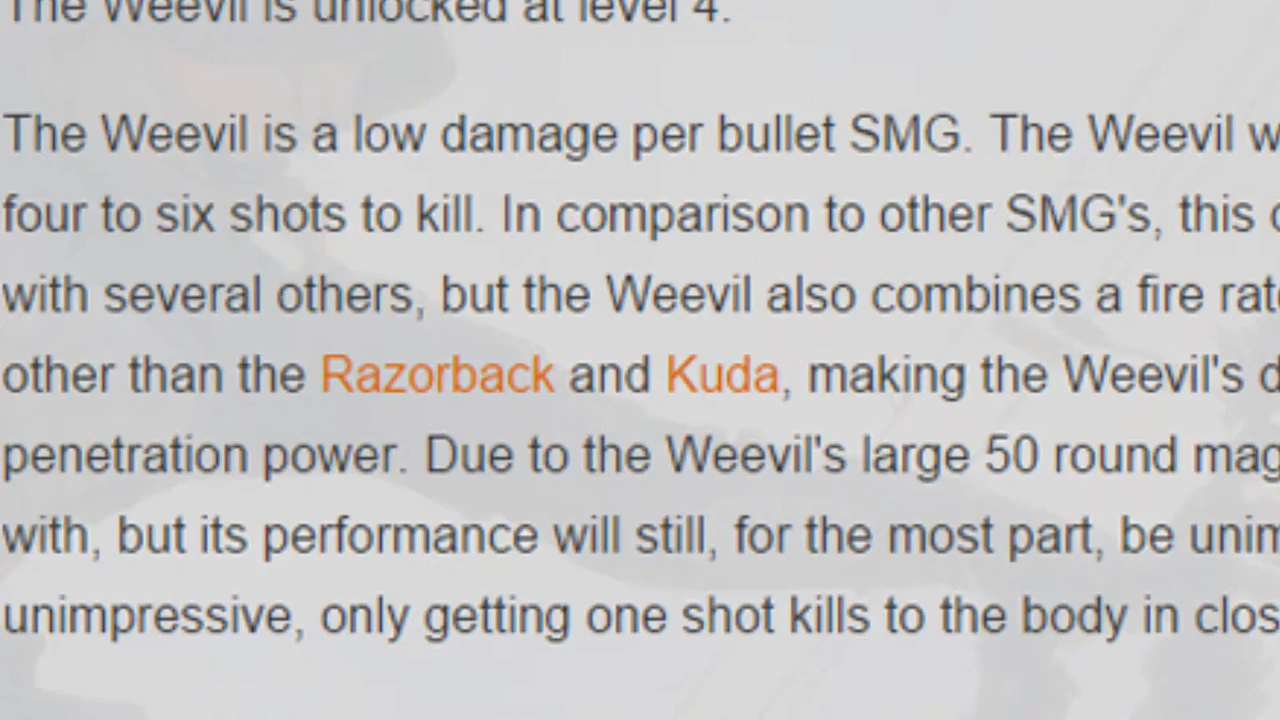 The Weevil is unlocked at level 4.
The Weevil is a low damage per bullet SMG. The Weevil
four to six shots to kill. In comparison to other SMG's, this
with several others, but the Weevil also combines a fire
other than the Razorback and Kuda, making the Weevil's
penetration power. Due to the Weevil's large 50 round
with, but its performance will still, for the most part, be
unimpressive, only getting one shot kills to the body in